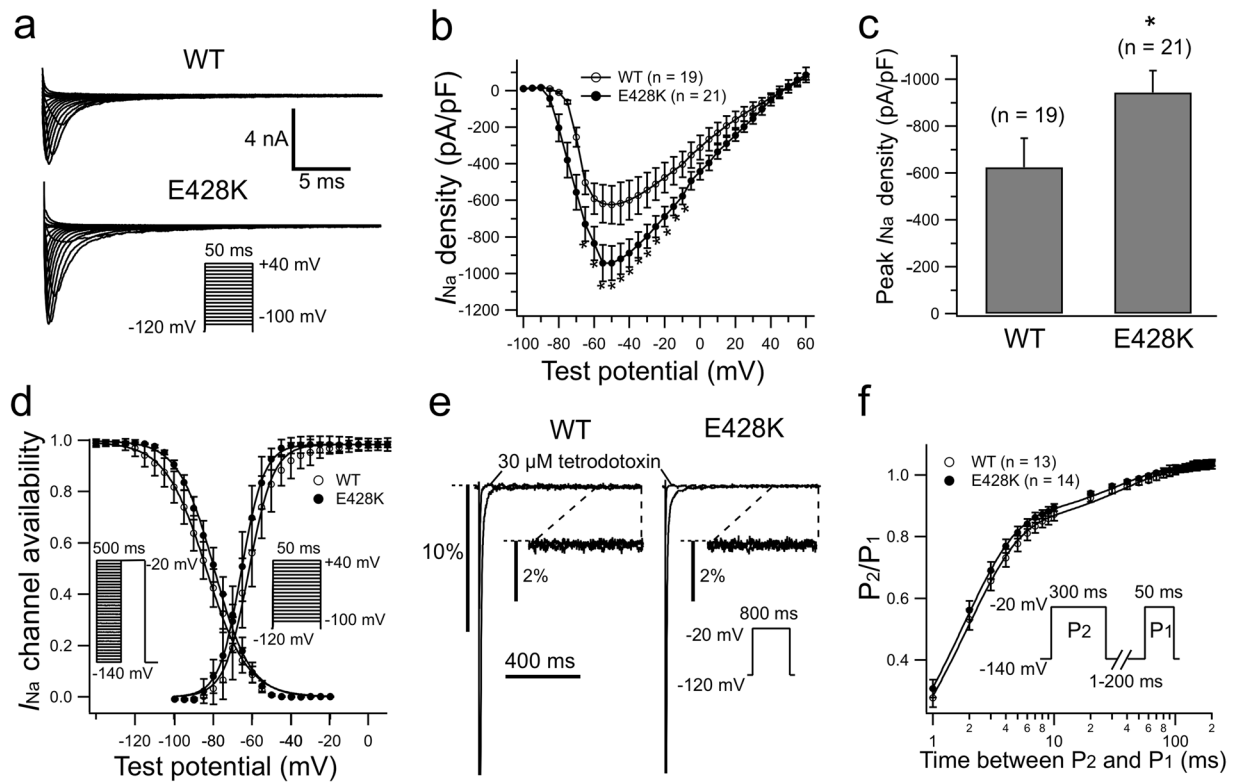 a
WT
4 nA
5 ms
E428K
50 ms
+40 mV
-100 mV
-120 mV
b
INa density (pA/pF)
0
-200
-400
-600
-800
-1000
-1200
WT (n = 19)
E428K (n = 21)
* * * * * * * * * * *
-100 -80 -60 -40 -20 0 20 40 60
Test potential (mV)
c
Peak INa density (pA/pF)
-1000
-800
-600
-400
-200
0
(n = 19)
*
(n = 21)
WT E428K
d
INa channel availability
1.0
0.8
0.6
0.4
0.2
0.0
WT
E428K
500 ms
-20 mV
-140 mV
50 ms
+40 mV
-100 mV
-120 mV
-120 -100 -80 -60 -40 -20 0
Test potential (mV)
e
WT E428K
30 µM tetrodotoxin
10%
2%
2%
400 ms
800 ms
-20 mV
-120 mV
f
P2/P1
1.0
0.8
0.6
0.4
WT (n = 13)
E428K (n = 14)
300 ms
50 ms
-20 mV
P2
P1
-140 mV
1-200 ms
1 2 4 6 8 10 2 4 6 8 100 2
Time between P2 and P1 (ms)